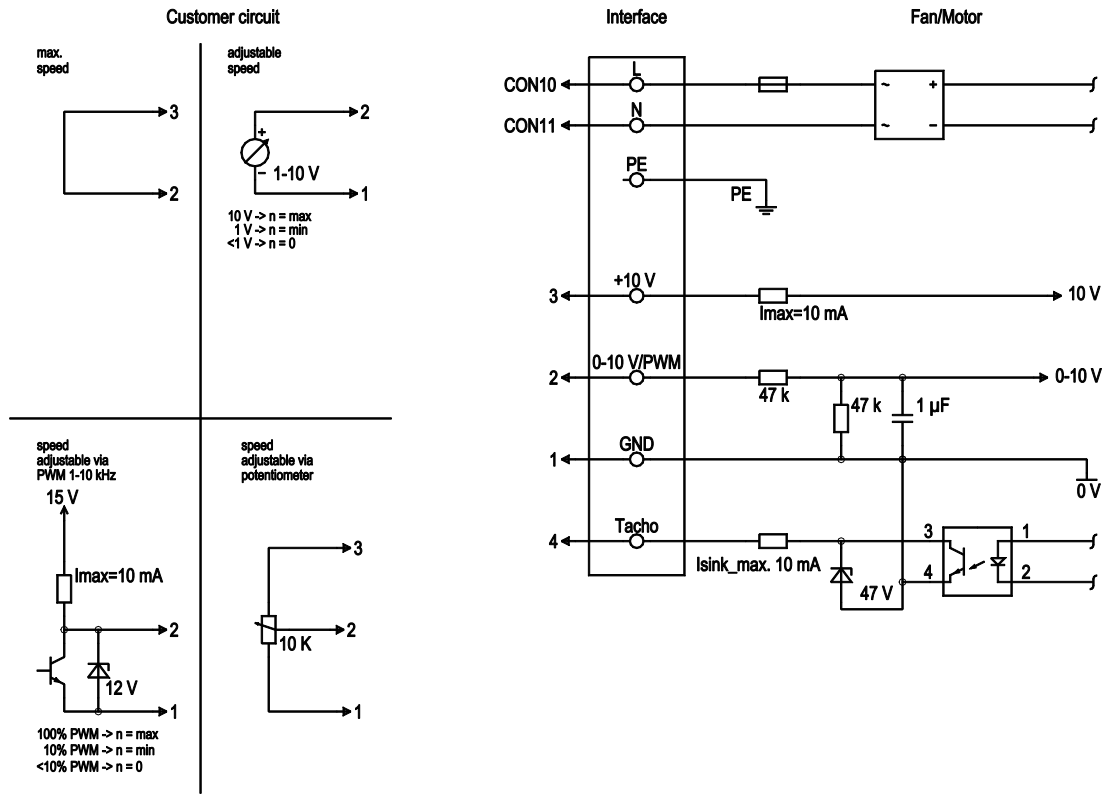 Customer circuit
Interface
Fan/Motor
max.
speed
3
2
adjustable
speed
2
+
–
1-10 V
1
10 V -> n = max
1 V -> n = min
<1 V -> n = 0
speed
adjustable via
PWM 1-10 kHz
15 V
Imax=10 mA
2
12 V
1
100% PWM -> n = max
10% PWM -> n = min
<10% PWM -> n = 0
speed
adjustable via
potentiometer
3
2
10 K
1
L
CON10
~
+
N
CON11
~
–
PE
PE
+10 V
3
10 V
Imax=10 mA
0-10 V/PWM
2
0-10 V
47 k
47 k
1 µF
GND
1
0 V
Tacho
4
3
1
Isink_max. 10 mA
4
2
47 V